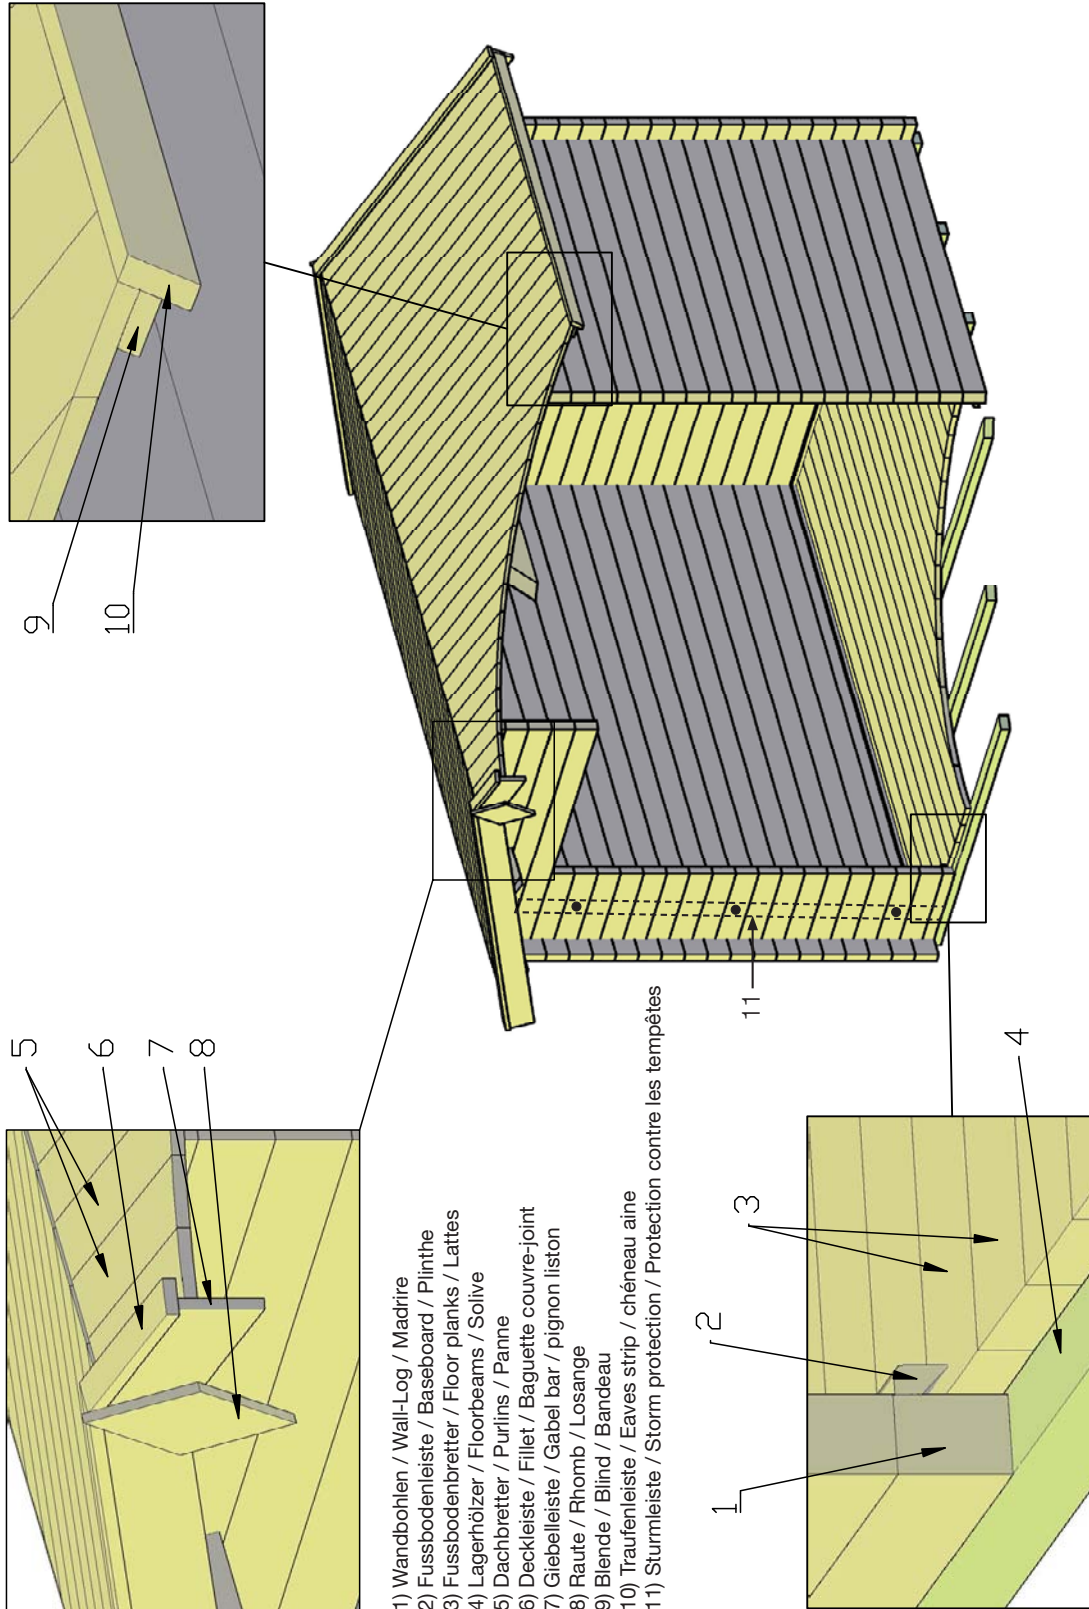 9
10
5
6
7
8
1) Wandbohlen / Wall-Log / Madrire
2) Fussbodenleiste / Baseboard / Plinthe
3) Fussbodenbretter / Floor planks / Lattes
4) Lagerhölzer / Floorbeams / Solive
5) Dachbretter / Purlins / Panne
6) Deckleiste / Fillet / Baguette couvre-joint
7) Giebelleiste / Gabel bar / pignon liston
8) Raute / Rhomb / Losange
9) Blende / Blind / Bandeau
10) Traufenleiste / Eaves strip / chéneau aine
11) Sturmleiste / Storm protection / Protection contre les tempêtes
11
1
2
3
4